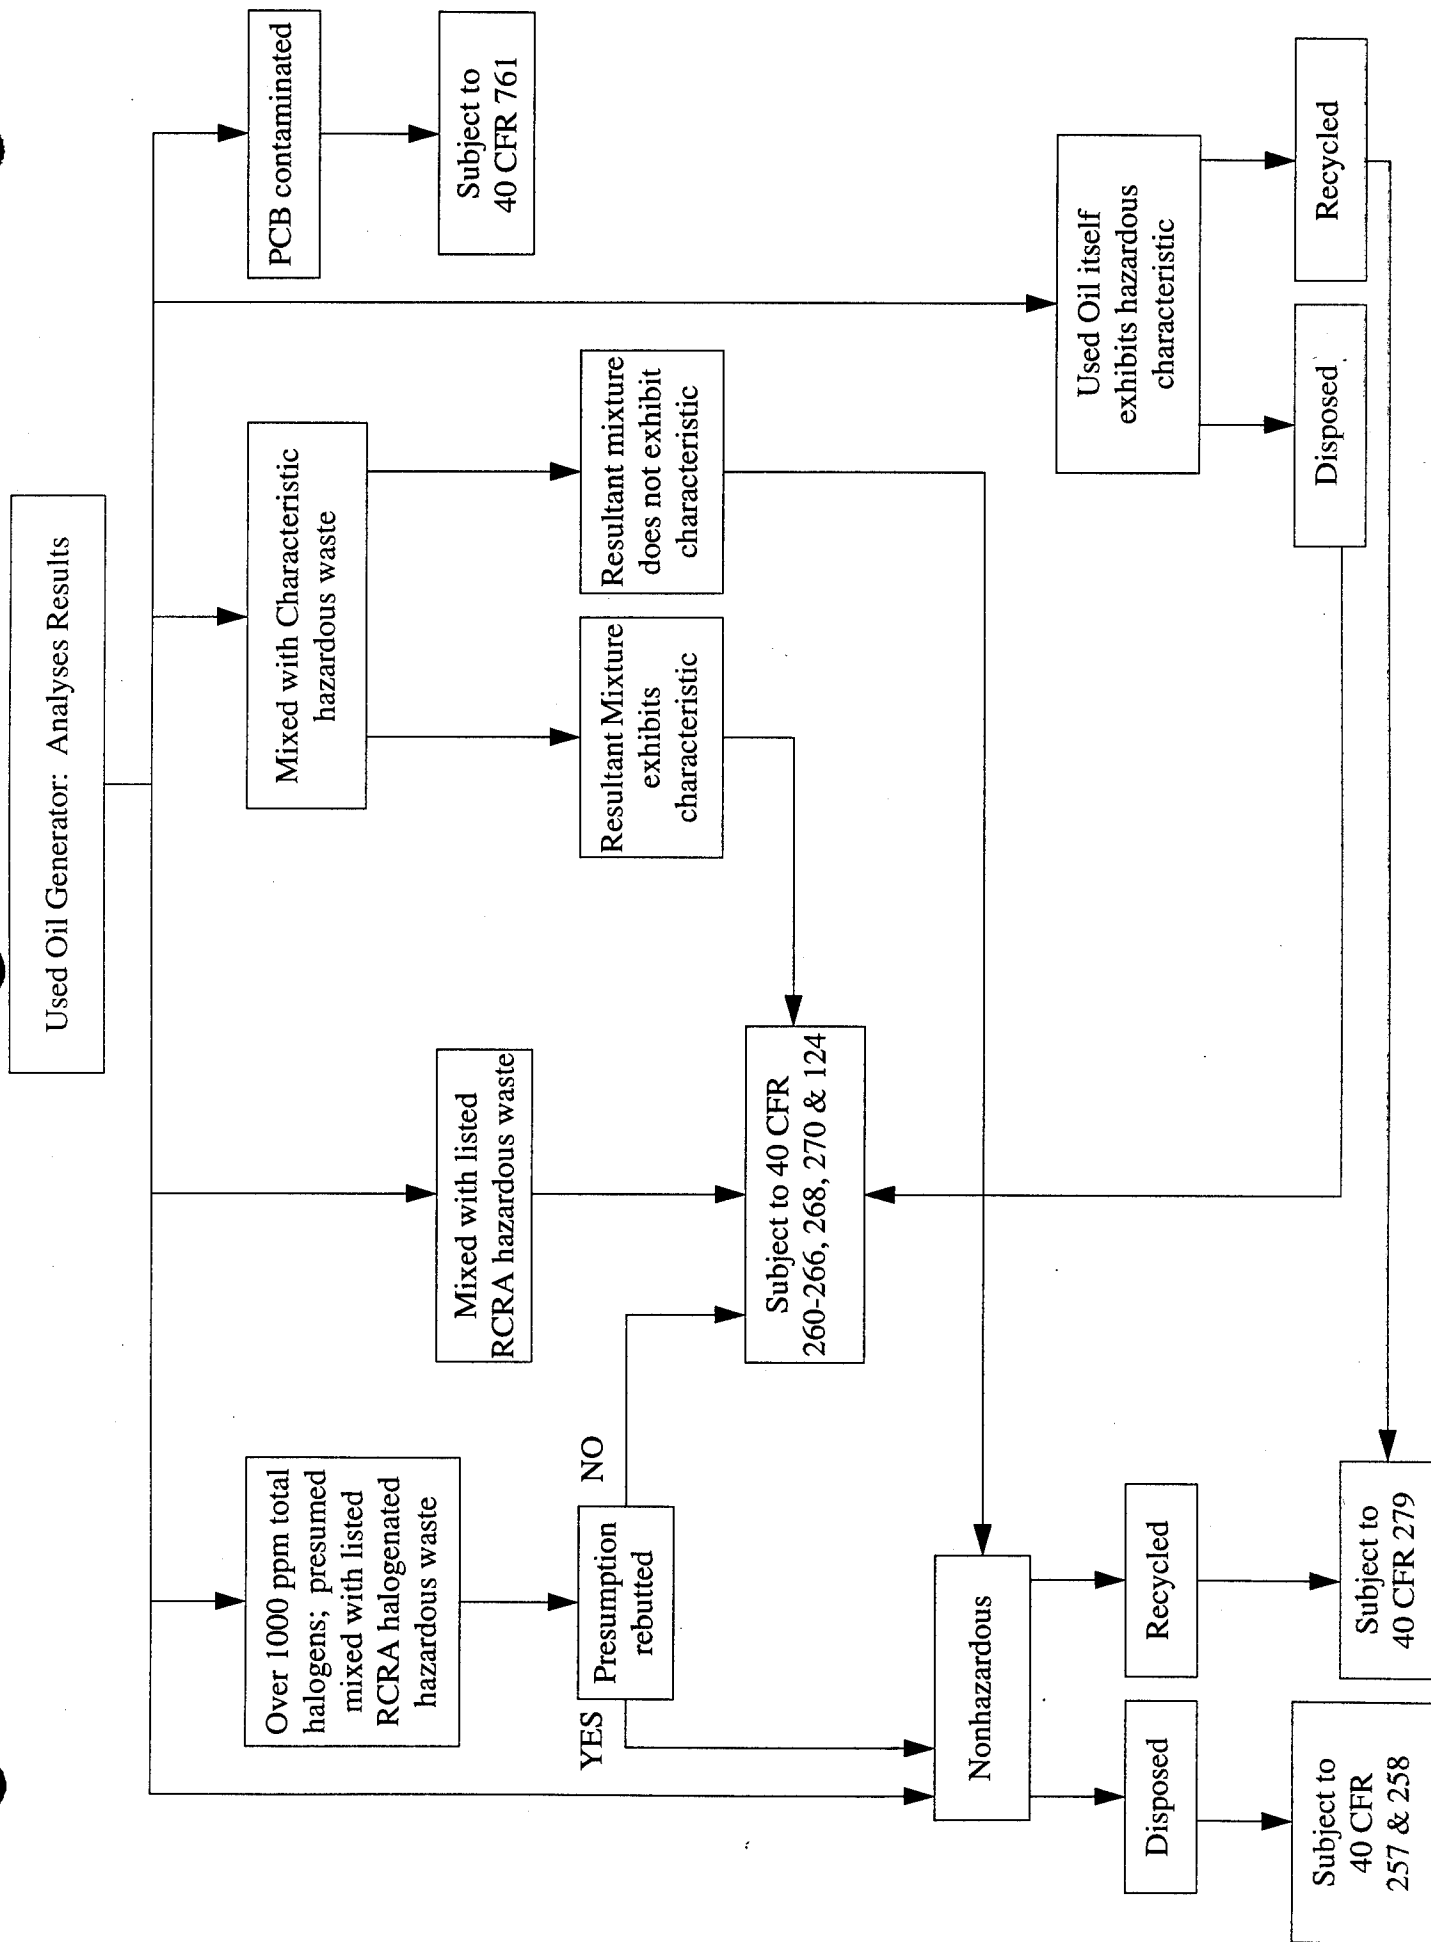 Used Oil Generator: Analyses Results
Over 1000 ppm total
halogens; presumed
mixed with listed
RCRA halogenated
hazardous waste
Mixed with listed
RCRA hazardous waste
Mixed with Characteristic
hazardous waste
PCB contaminated
Subject to
40 CFR 761
YES
Presumption
rebutted
NO
Resultant Mixture
exhibits
characteristic
Resultant mixture
does not exhibit
characteristic
Subject to 40 CFR
260-266, 268, 270 & 124
Nonhazardous
Used Oil itself
exhibits hazardous
characteristic
Disposed
Recycled
Disposed
Recycled
Subject to
40 CFR
257 & 258
Subject to
40 CFR 279